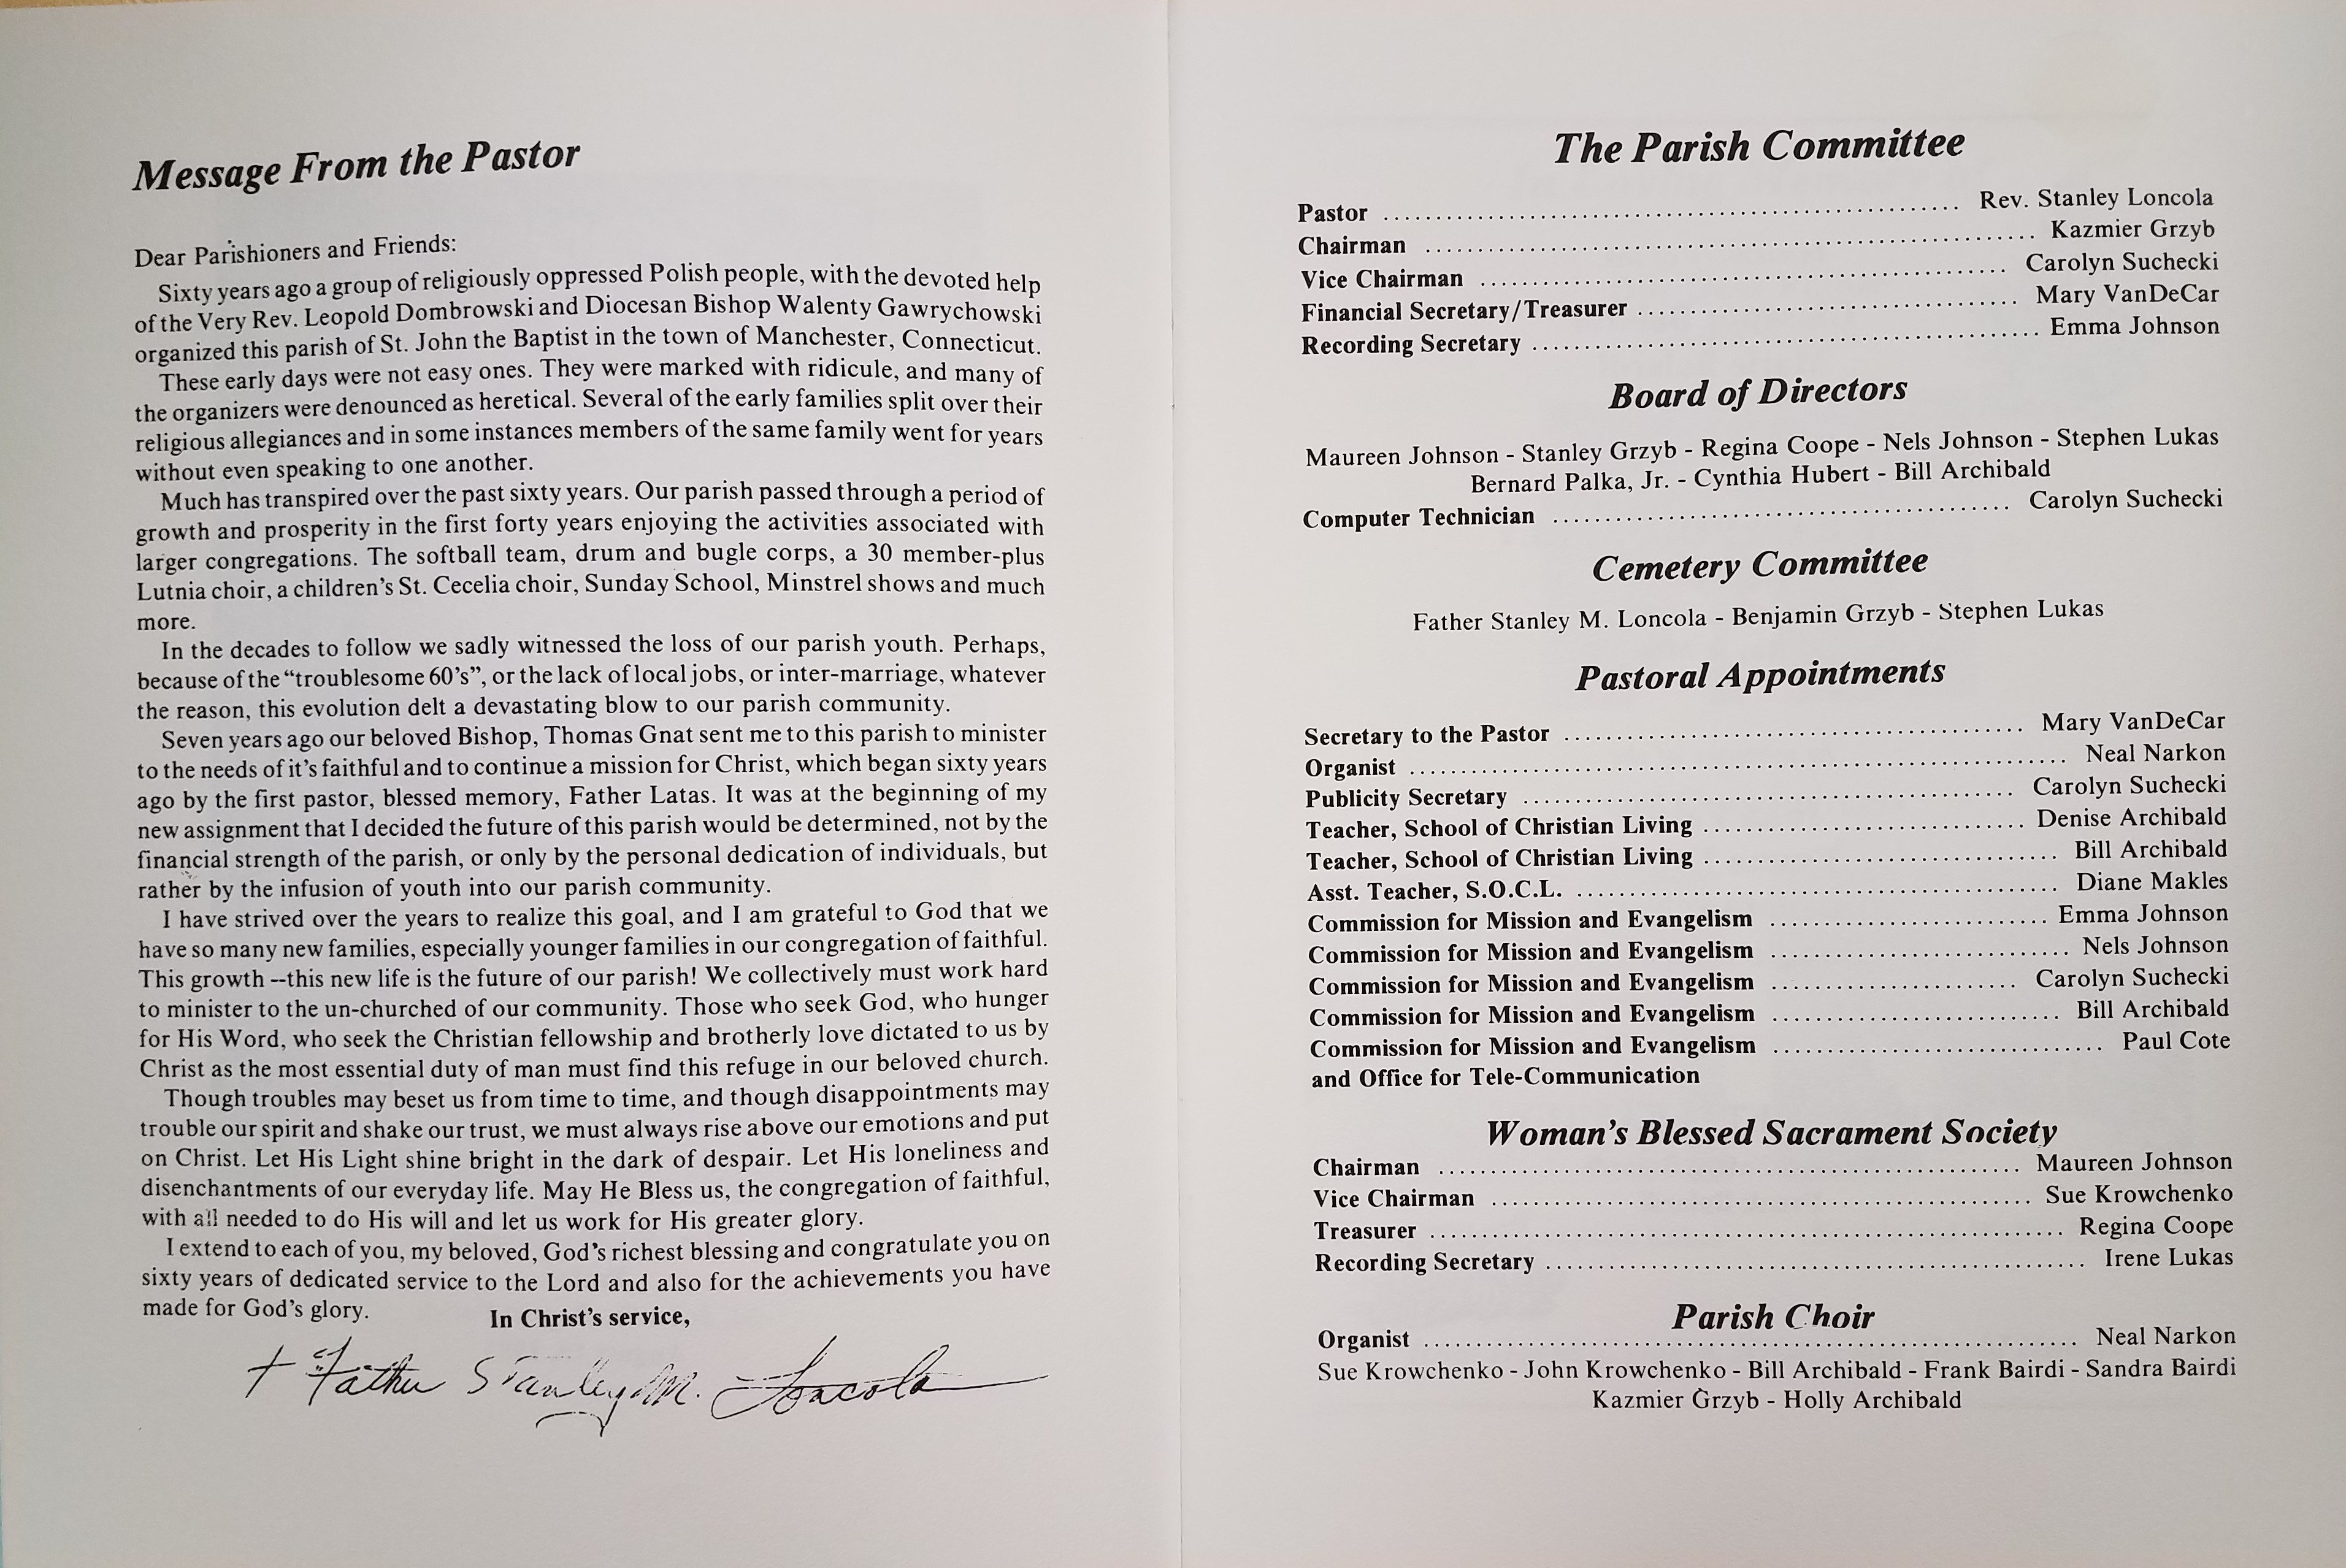 Message From the Pastor
Dear Parishioners and Friends:
Sixty years ago a group of religiously oppressed Polish people, with the devoted help
of the Very Rev. Leopold Dombrowski and Diocesan Bishop Walenty Gawrychowski
organized this parish of St. John the Baptist in the town of Manchester, Connecticut.
These early days were not easy ones. They were marked with ridicule, and many of
the organizers were denounced as heretical. Several of the early families split over their
religious allegiances and in some instances members of the same family went for years
without even speaking to one another.
Much has transpired over the past sixty years. Our parish passed through a period of
growth and prosperity in the first forty years enjoying the activities associated with
larger congregations. The softball team, drum and bugle corps, a 30 member-plus
Lutnia choir, a children's St. Cecelia choir, Sunday School, Minstrel shows and much
more.
In the decades to follow we sadly witnessed the loss of our parish youth. Perhaps,
because of the "troublesome 60's", or the lack of local jobs, or inter-marriage, whatever
the reason, this evolution delt a devastating blow to our parish community.
Seven years ago our beloved Bishop, Thomas Gnat sent me to this parish to minister
to the needs of it's faithful and to continue a mission for Christ, which began sixty years
ago by the first pastor, blessed memory, Father Latas. It was at the beginning of my
new assignment that I decided the future of this parish would be determined, not by the
financial strength of the parish, or only by the personal dedication of individuals, but
rather by the infusion of youth into our parish community.
I have strived over the years to realize this goal, and I am grateful to God that we
have so many new families, especially younger families in our congregation of faithful.
This growth --this new life is the future of our parish! We collectively must work hard
to minister to the un-churched of our community. Those who seek God, who hunger
for His Word, who seek the Christian fellowship and brotherly love dictated to us by
Christ as the most essential duty of man must find this refuge in our beloved church.
Though troubles may beset us from time to time, and though disappointments may
trouble our spirit and shake our trust, we must always rise above our emotions and put
on Christ. Let His Light shine bright in the dark of despair. Let His loneliness and
disenchantments of our everyday life. May He Bless us, the congregation of faithful,
with all needed to do His will and let us work for His greater glory.
I extend to each of you, my beloved, God's richest blessing and congratulate you on
sixty years of dedicated service to the Lord and also for the achievements you have
made for God's glory.
In Christ's service,
† Father Stanley M. Loncola
The Parish Committee
Pastor ........ Rev. Stanley Loncola
Chairman ........ Kazmier Grzyb
Vice Chairman ........ Carolyn Suchecki
Financial Secretary/Treasurer ........ Mary VanDeCar
Recording Secretary ........ Emma Johnson
Board of Directors
Maureen Johnson - Stanley Grzyb - Regina Coope - Nels Johnson - Stephen Lukas
Bernard Palka, Jr. - Cynthia Hubert - Bill Archibald
Computer Technician ........ Carolyn Suchecki
Cemetery Committee
Father Stanley M. Loncola - Benjamin Grzyb - Stephen Lukas
Pastoral Appointments
Secretary to the Pastor ........ Mary VanDeCar
Organist ........ Neal Narkon
Publicity Secretary ........ Carolyn Suchecki
Teacher, School of Christian Living ........ Denise Archibald
Teacher, School of Christian Living ........ Bill Archibald
Asst. Teacher, S.O.C.L. ........ Diane Makles
Commission for Mission and Evangelism ........ Emma Johnson
Commission for Mission and Evangelism ........ Nels Johnson
Commission for Mission and Evangelism ........ Carolyn Suchecki
Commission for Mission and Evangelism ........ Bill Archibald
Commission for Mission and Evangelism ........ Paul Cote
and Office for Tele-Communication
Woman's Blessed Sacrament Society
Chairman ........ Maureen Johnson
Vice Chairman ........ Sue Krowchenko
Treasurer ........ Regina Coope
Recording Secretary ........ Irene Lukas
Parish Choir
Organist ........ Neal Narkon
Sue Krowchenko - John Krowchenko - Bill Archibald - Frank Bairdi - Sandra Bairdi
Kazmier Grzyb - Holly Archibald